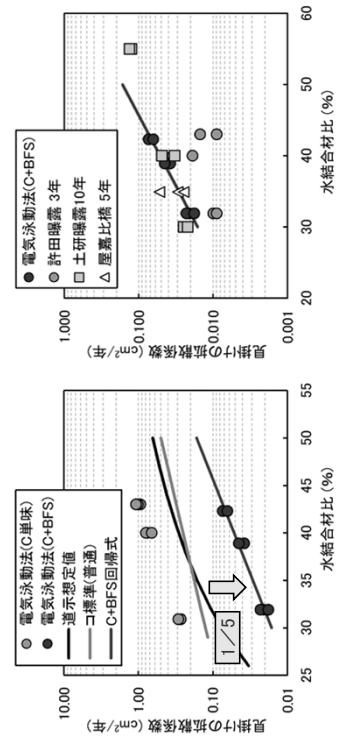 電気泳動法(C単味)
電気泳動法(C+BFS)
道示想定値
コ標準(普通)
C+BFS回帰式
10.00
1.00
0.10
0.01
見掛けの拡散係数 (cm²/年)
1/5
25 30 35 40 45 50 55
水結合材比 (%)
電気泳動法(C+BFS)
許田曝露 3年
土研曝露10年
屋嘉比橋 5年
1.000
0.100
0.010
0.001
見掛けの拡散係数 (cm²/年)
20 30 40 50 60
水結合材比 (%)